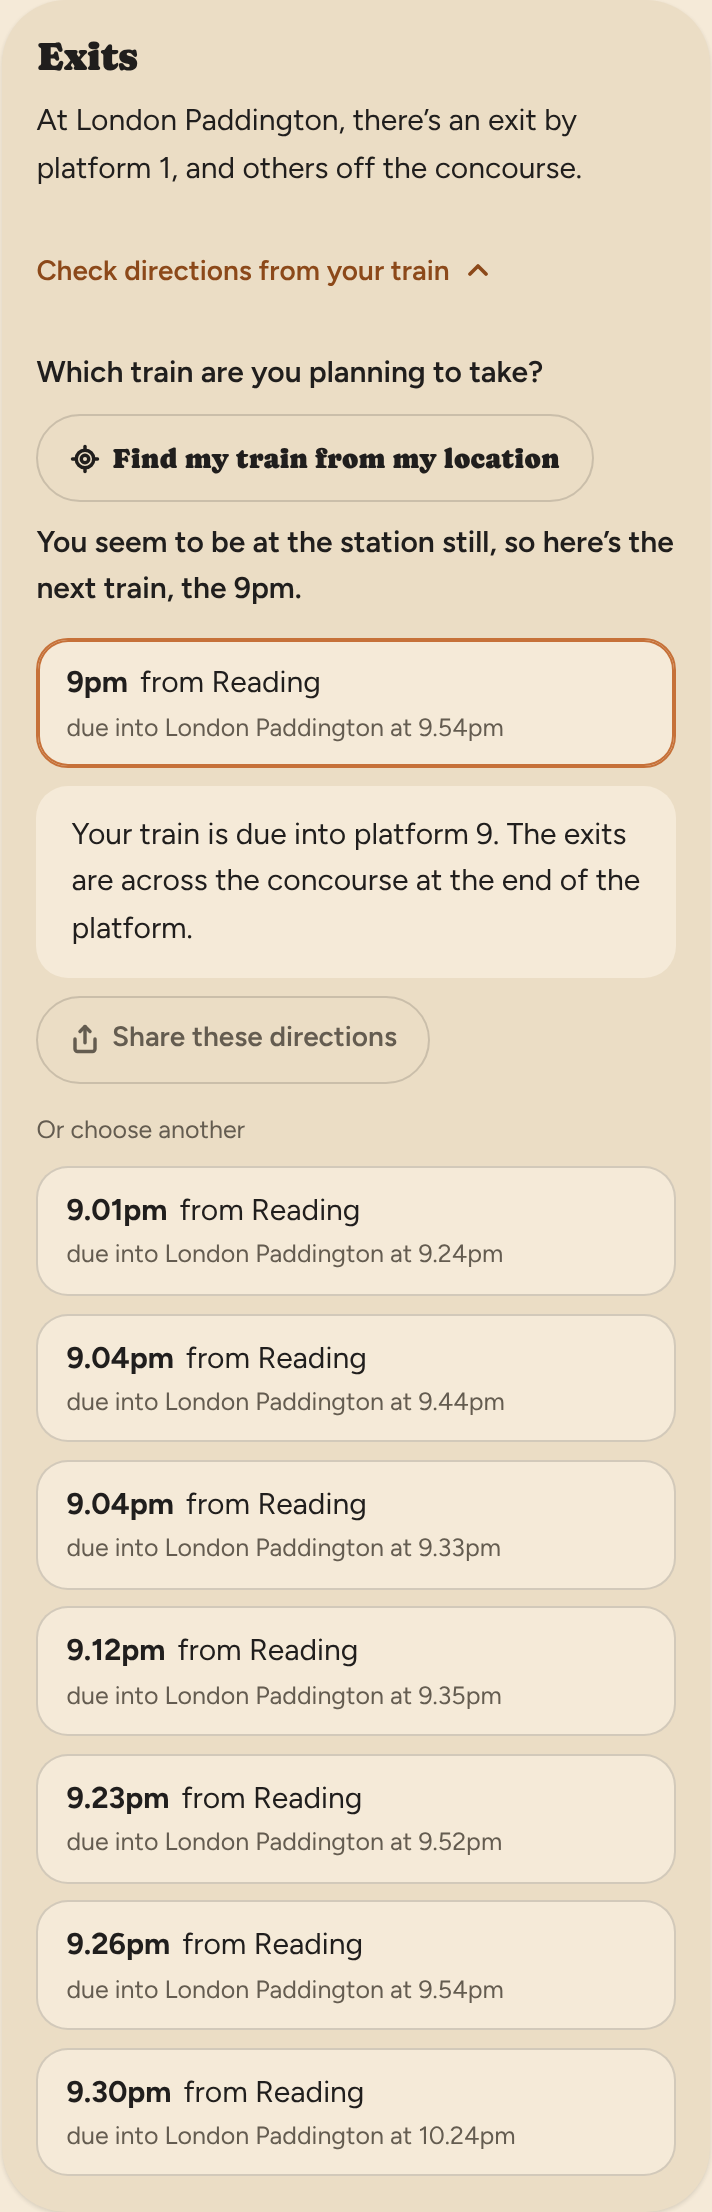 Exits
At London Paddington, there’s an exit by
platform 1, and others off the concourse.
Check directions from your train
Which train are you planning to take?
Find my train from my location
You seem to be at the station still, so here’s the
next train, the 9pm.
9pm from Reading
due into London Paddington at 9.54pm
Your train is due into platform 9. The exits
are across the concourse at the end of the
platform.
Share these directions
Or choose another
9.01pm from Reading
due into London Paddington at 9.24pm
9.04pm from Reading
due into London Paddington at 9.44pm
9.04pm from Reading
due into London Paddington at 9.33pm
9.12pm from Reading
due into London Paddington at 9.35pm
9.23pm from Reading
due into London Paddington at 9.52pm
9.26pm from Reading
due into London Paddington at 9.54pm
9.30pm from Reading
due into London Paddington at 10.24pm